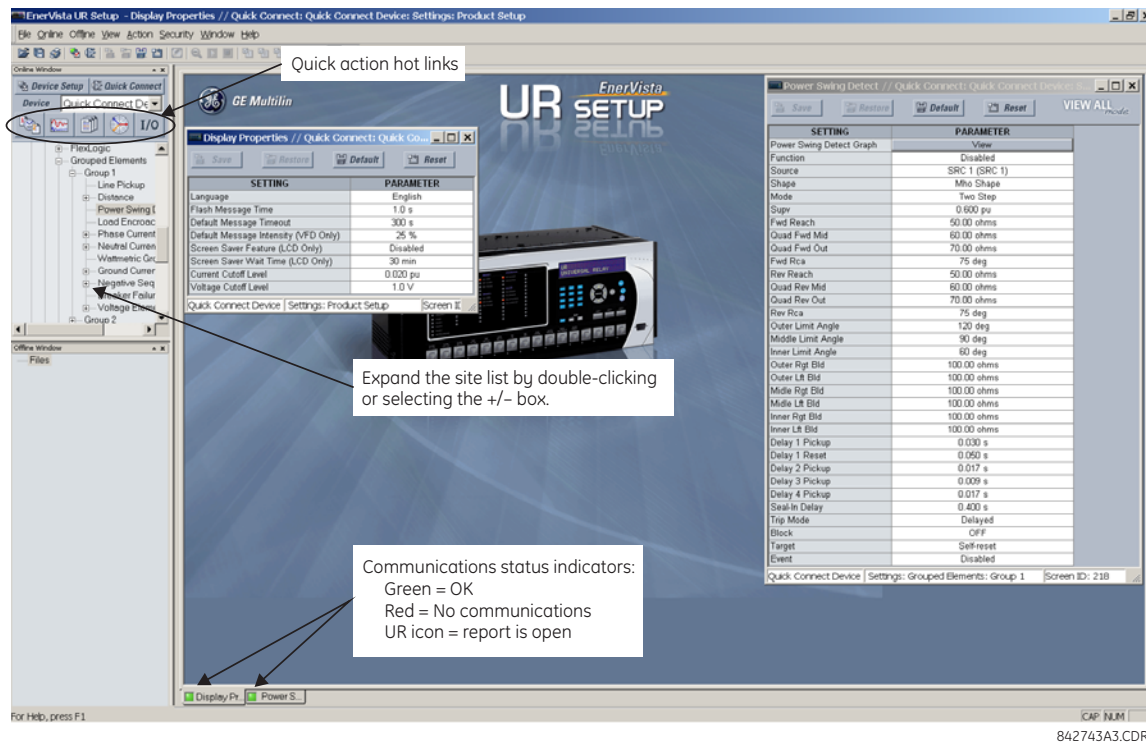 EnerVista UR Setup - Display Properties // Quick Connect: Quick Connect Device: Settings: Product Setup
File Online Offline View Action Security Window Help
Quick action hot links
Online Window
Device Setup Quick Connect
Device Quick Connect De
I/O
FlexLogic
Grouped Elements
Group 1
Line Pickup
Distance
Power Swing D
Load Encroac
Phase Current
Neutral Curren
Wattmetric Gro
Ground Currer
Negative Seq
Breaker Failur
Voltage Eleme
Group 2
Offline Window
Files
GE Multilin
EnerVista
UR SETUP
Display Properties // Quick Connect: Quick Co...
Save Restore Default Reset
SETTING PARAMETER
Language English
Flash Message Time 1.0 s
Default Message Timeout 300 s
Default Message Intensity (VFD Only) 25 %
Screen Saver Feature (LCD Only) Disabled
Screen Saver Wait Time (LCD Only) 30 min
Current Cutoff Level 0.020 pu
Voltage Cutoff Level 1.0 V
Quick Connect Device Settings: Product Setup Screen ID
UR
UNIVERSAL RELAY
Expand the site list by double-clicking
or selecting the +/– box.
Communications status indicators:
Green = OK
Red = No communications
UR icon = report is open
Power Swing Detect // Quick Connect: Quick Connect Device: S...
Save Restore Default Reset VIEW ALL mode
SETTING PARAMETER
Power Swing Detect Graph View
Function Disabled
Source SRC 1 (SRC 1)
Shape Mho Shape
Mode Two Step
Supv 0.600 pu
Fwd Reach 50.00 ohms
Quad Fwd Mid 60.00 ohms
Quad Fwd Out 70.00 ohms
Fwd Rca 75 deg
Rev Reach 50.00 ohms
Quad Rev Mid 60.00 ohms
Quad Rev Out 70.00 ohms
Rev Rca 75 deg
Outer Limit Angle 120 deg
Middle Limit Angle 90 deg
Inner Limit Angle 60 deg
Outer Rgt Bld 100.00 ohms
Outer Lft Bld 100.00 ohms
Midle Rgt Bld 100.00 ohms
Midle Lft Bld 100.00 ohms
Inner Rgt Bld 100.00 ohms
Inner Lft Bld 100.00 ohms
Delay 1 Pickup 0.030 s
Delay 1 Reset 0.050 s
Delay 2 Pickup 0.017 s
Delay 3 Pickup 0.009 s
Delay 4 Pickup 0.017 s
Seal-In Delay 0.400 s
Trip Mode Delayed
Block OFF
Target Self-reset
Event Disabled
Quick Connect Device Settings: Grouped Elements: Group 1 Screen ID: 218
Display Pr... Power S...
For Help, press F1
CAP NUM
842743A3.CDR